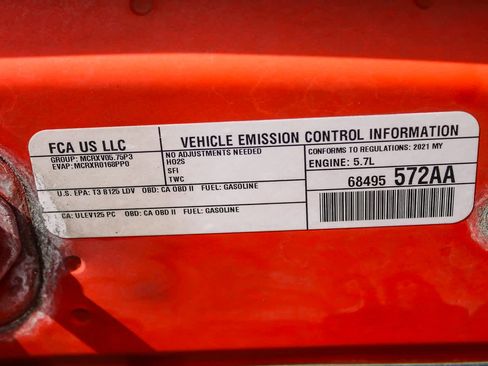 FCA US LLC
GROUP: MCRXV05.75P3
EVAP: MCRXR0168PP0
VEHICLE EMISSION CONTROL INFORMATION
NO ADJUSTMENTS NEEDED
HO2S
SFI
TWC
CONFORMS TO REGULATIONS: 2021 MY
ENGINE: 5.7L
68495 572AA
U.S. EPA: T3 B125 LDV OBD: CA OBD II FUEL: GASOLINE
CA: ULEV125 PC OBD: CA OBD II FUEL: GASOLINE